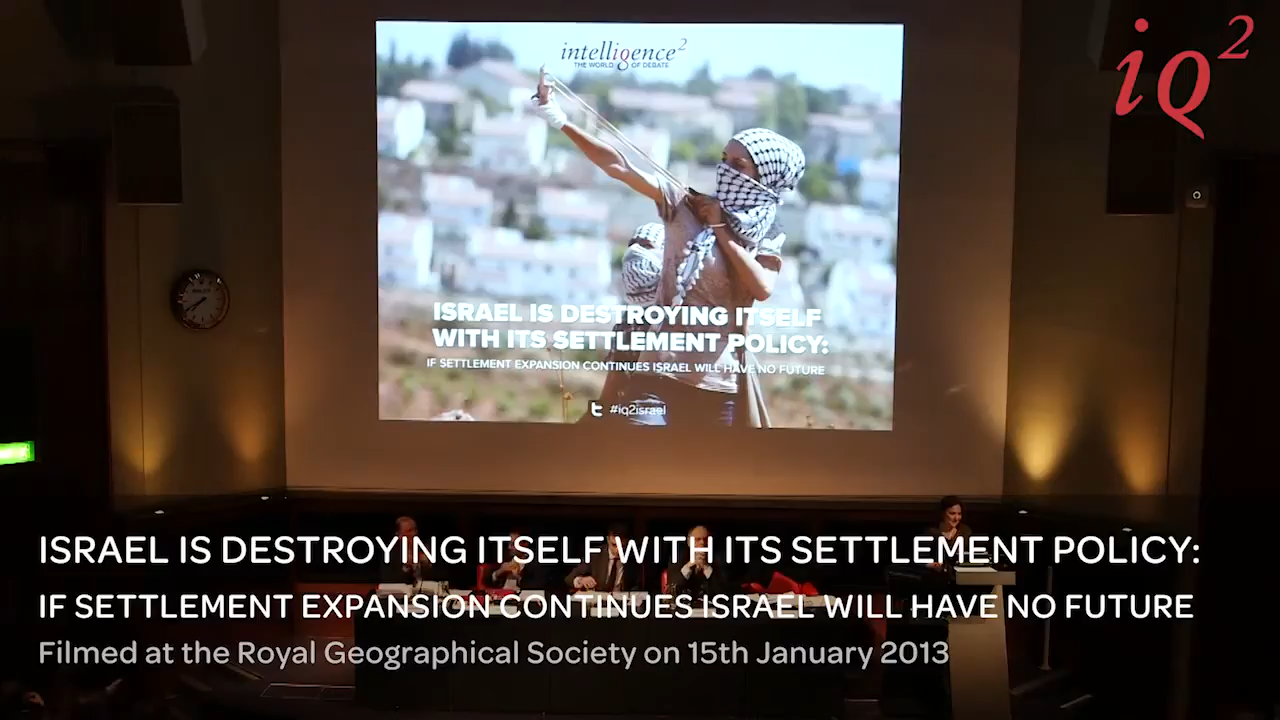 intelligence2
THE WORLD OF DEBATE
iq2
ISRAEL IS DESTROYING ITSELF
WITH ITS SETTLEMENT POLICY:
IF SETTLEMENT EXPANSION CONTINUES ISRAEL WILL HAVE NO FUTURE
#iq2israel
ISRAEL IS DESTROYING ITSELF WITH ITS SETTLEMENT POLICY:
IF SETTLEMENT EXPANSION CONTINUES ISRAEL WILL HAVE NO FUTURE
Filmed at the Royal Geographical Society on 15th January 2013